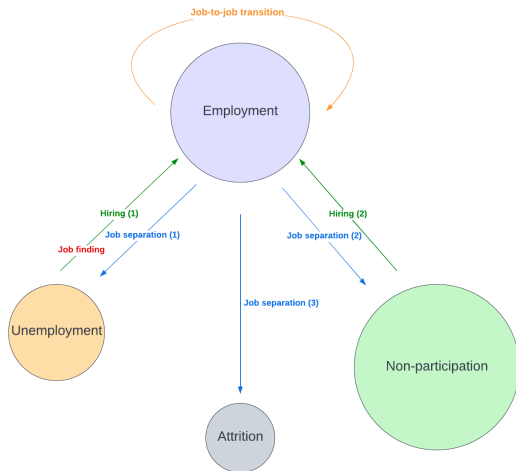 Job-to-job transition
Employment
Hiring (1)
Hiring (2)
Job separation (1)
Job separation (2)
Job finding
Job separation (3)
Unemployment
Non-participation
Attrition